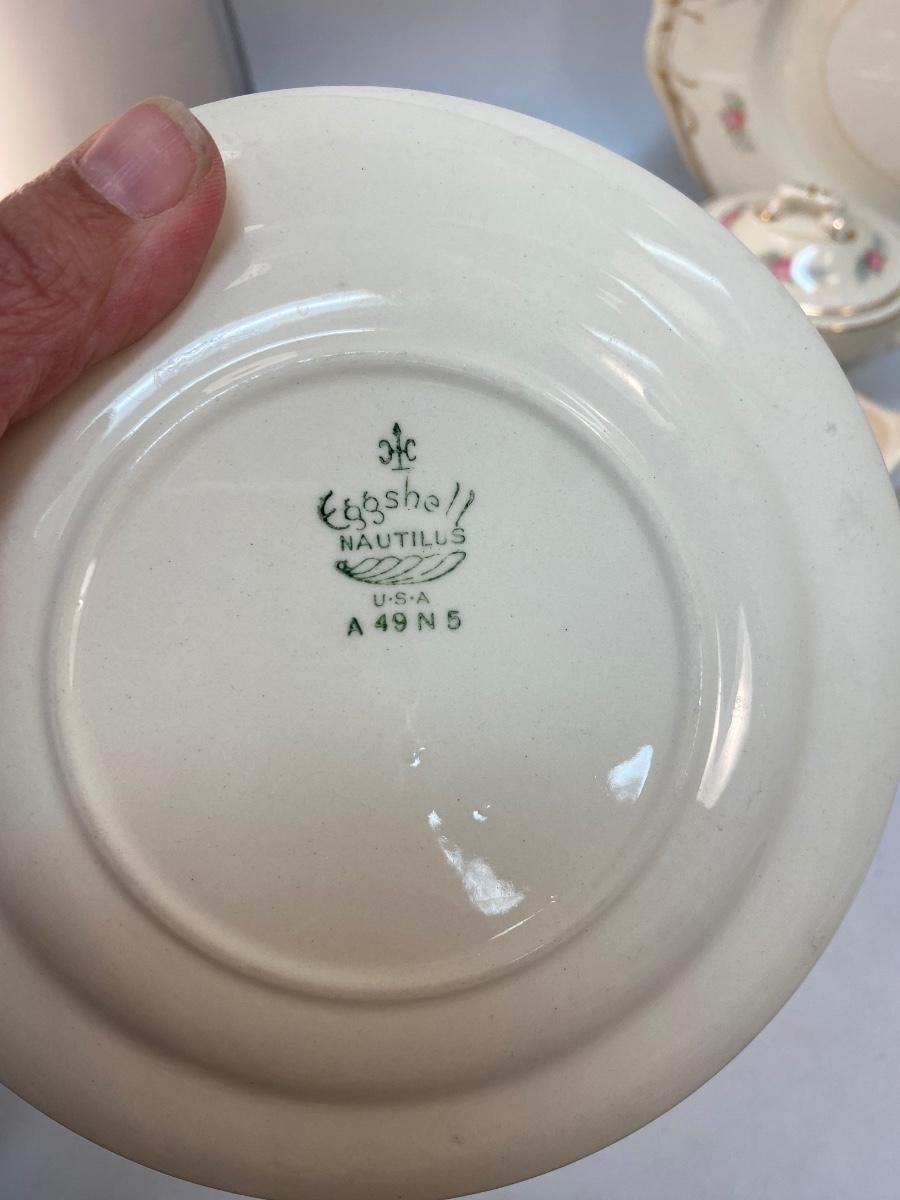 Eggshell
NAUTILUS
U·S·A
A 49 N 5